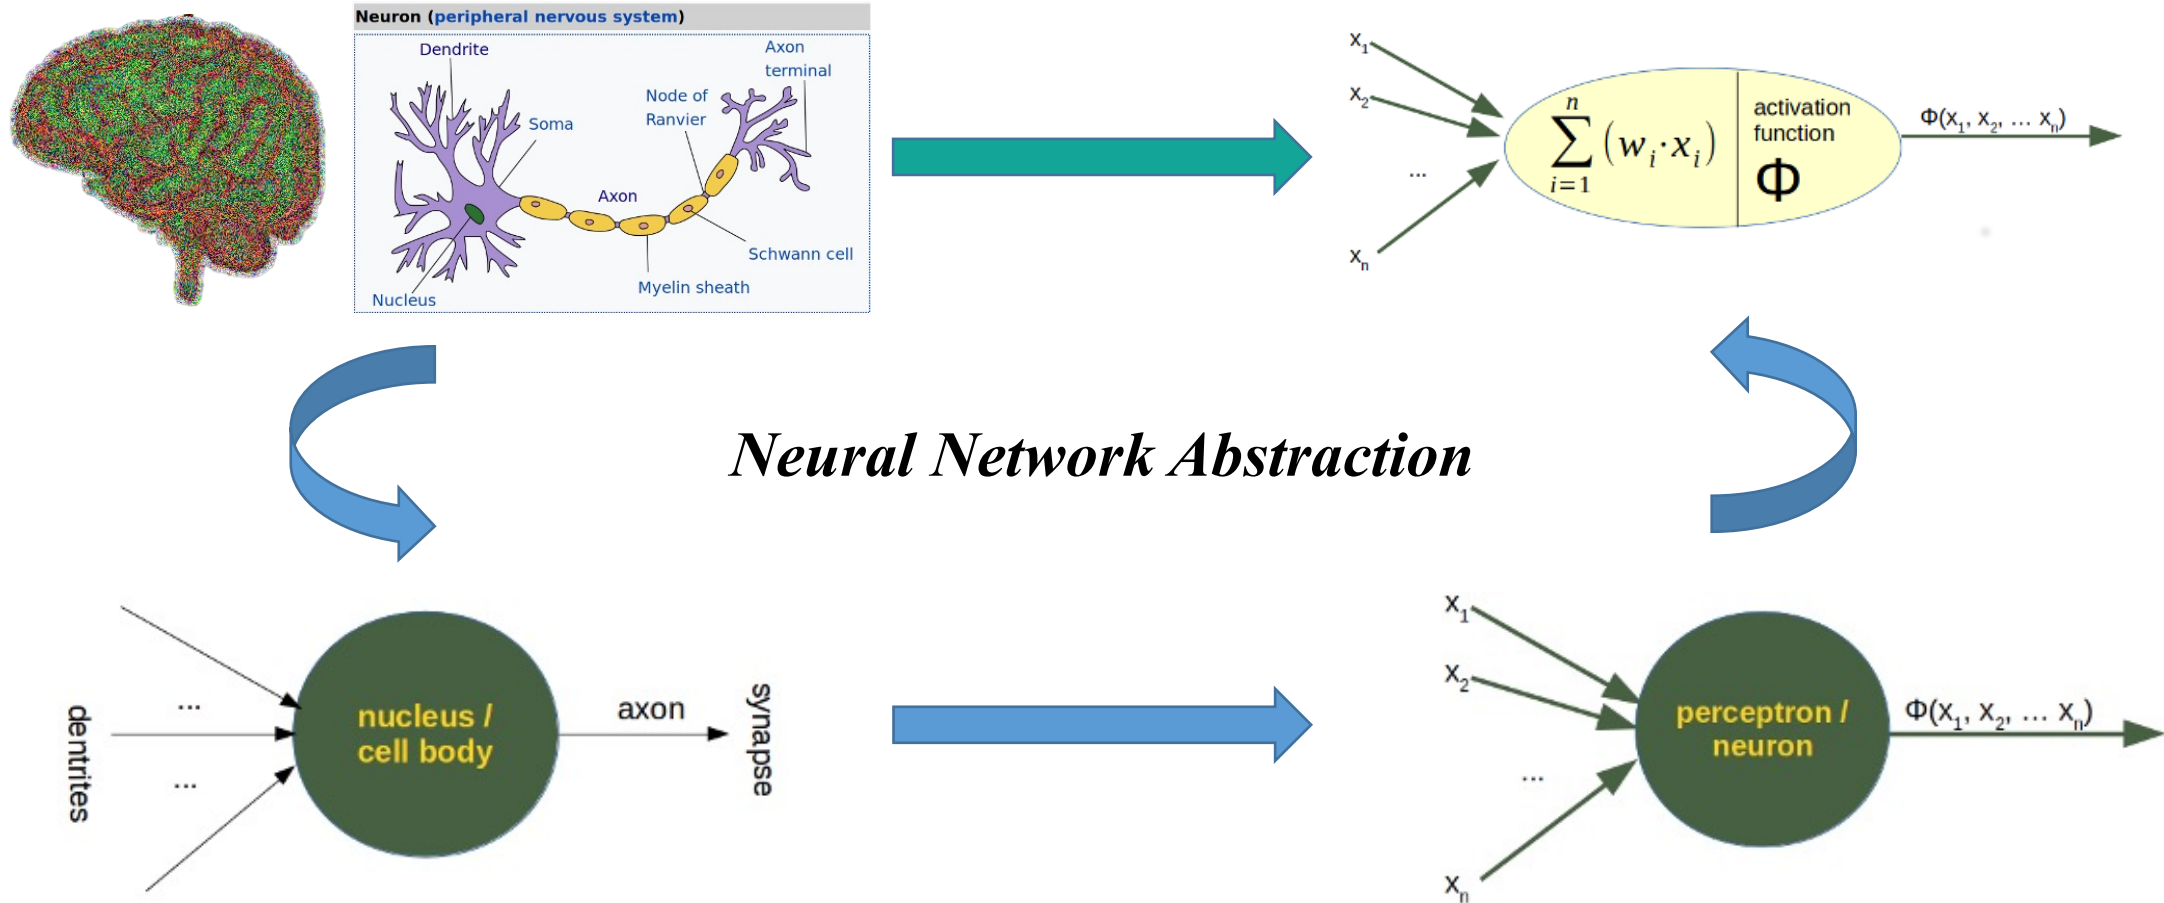 Neuron (peripheral nervous system)
Dendrite
Axon
terminal
Node of
Ranvier
Soma
Axon
Schwann cell
Myelin sheath
Nucleus
x1
x2
...
xn
n
∑ (wi·xi)
i=1
activation
function
Φ
Φ(x1, x2, ... xn)
Neural Network Abstraction
dentrites
...
...
nucleus /
cell body
axon
synapse
x1
x2
...
xn
perceptron /
neuron
Φ(x1, x2, ... xn)